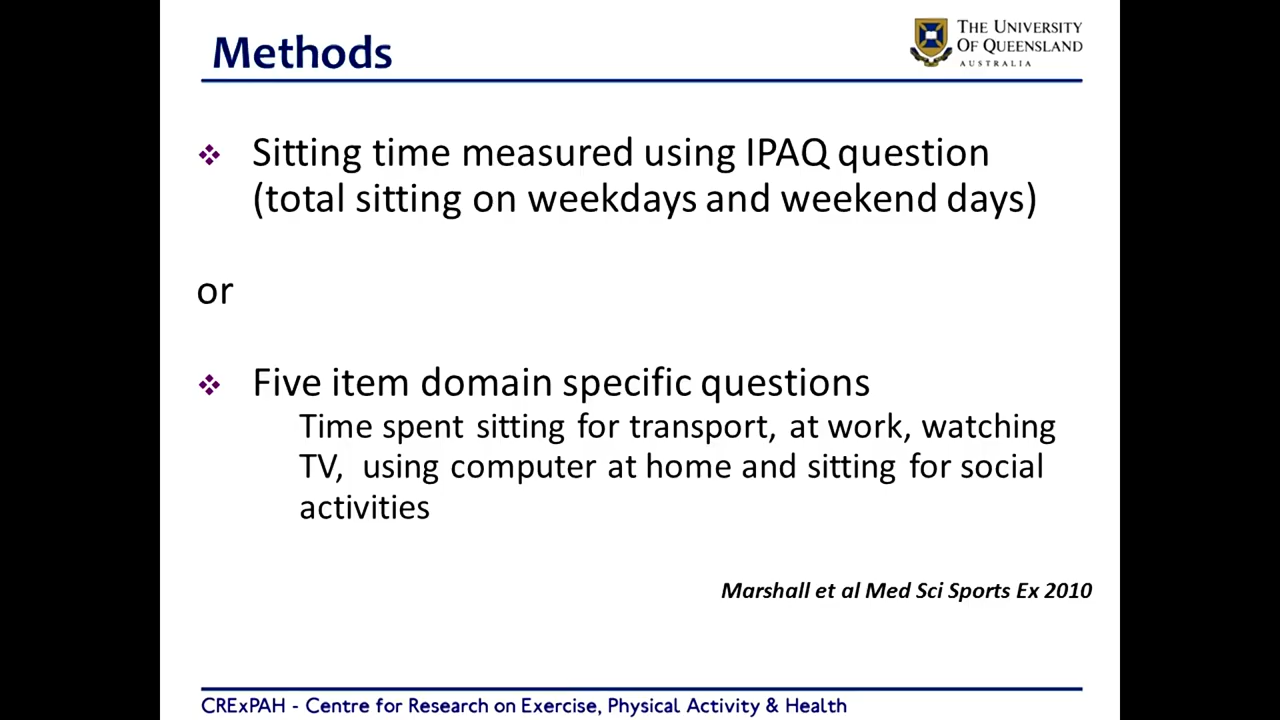 Methods
THE UNIVERSITY
OF QUEENSLAND
AUSTRALIA
Sitting time measured using IPAQ question
(total sitting on weekdays and weekend days)
or
Five item domain specific questions
Time spent sitting for transport, at work, watching
TV, using computer at home and sitting for social
activities
Marshall et al Med Sci Sports Ex 2010
CRExPAH - Centre for Research on Exercise, Physical Activity & Health